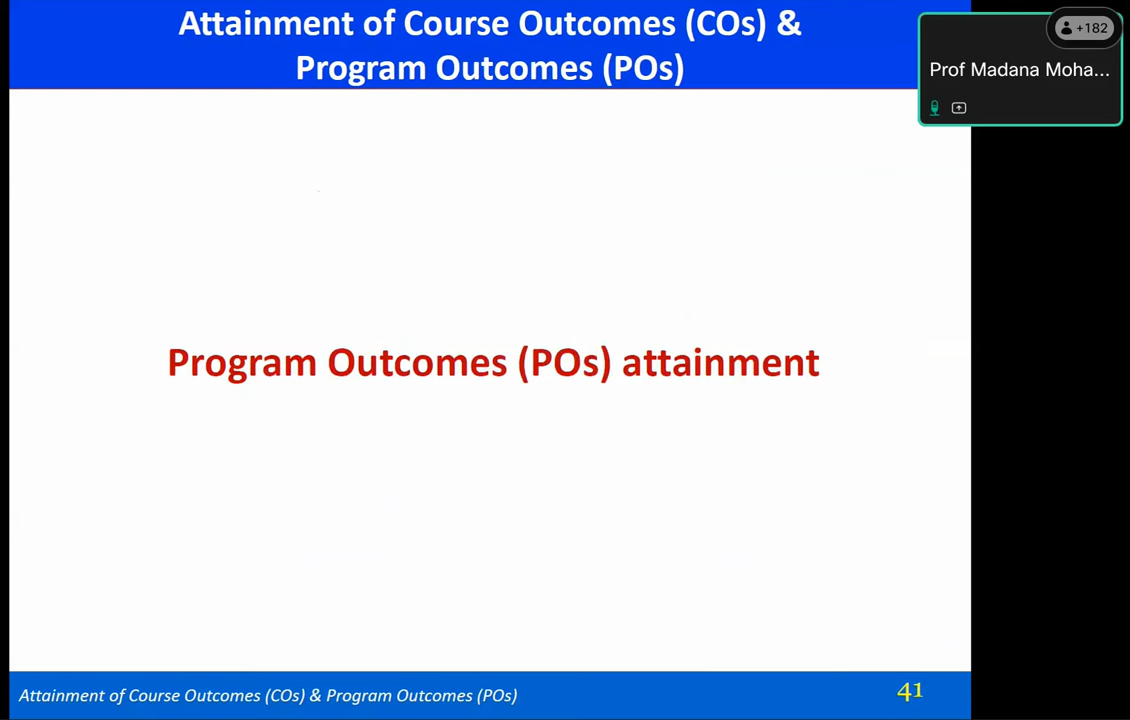 Attainment of Course Outcomes (COs) &
Program Outcomes (POs)
+182
Prof Madana Moha...
Program Outcomes (POs) attainment
Attainment of Course Outcomes (COs) & Program Outcomes (POs)
41